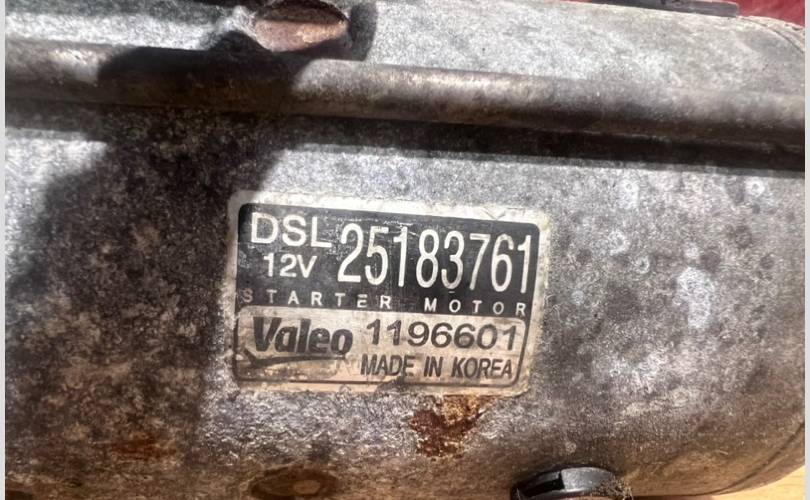 DSL 25183761
12V
STARTER MOTOR
Valeo 1196601
MADE IN KOREA